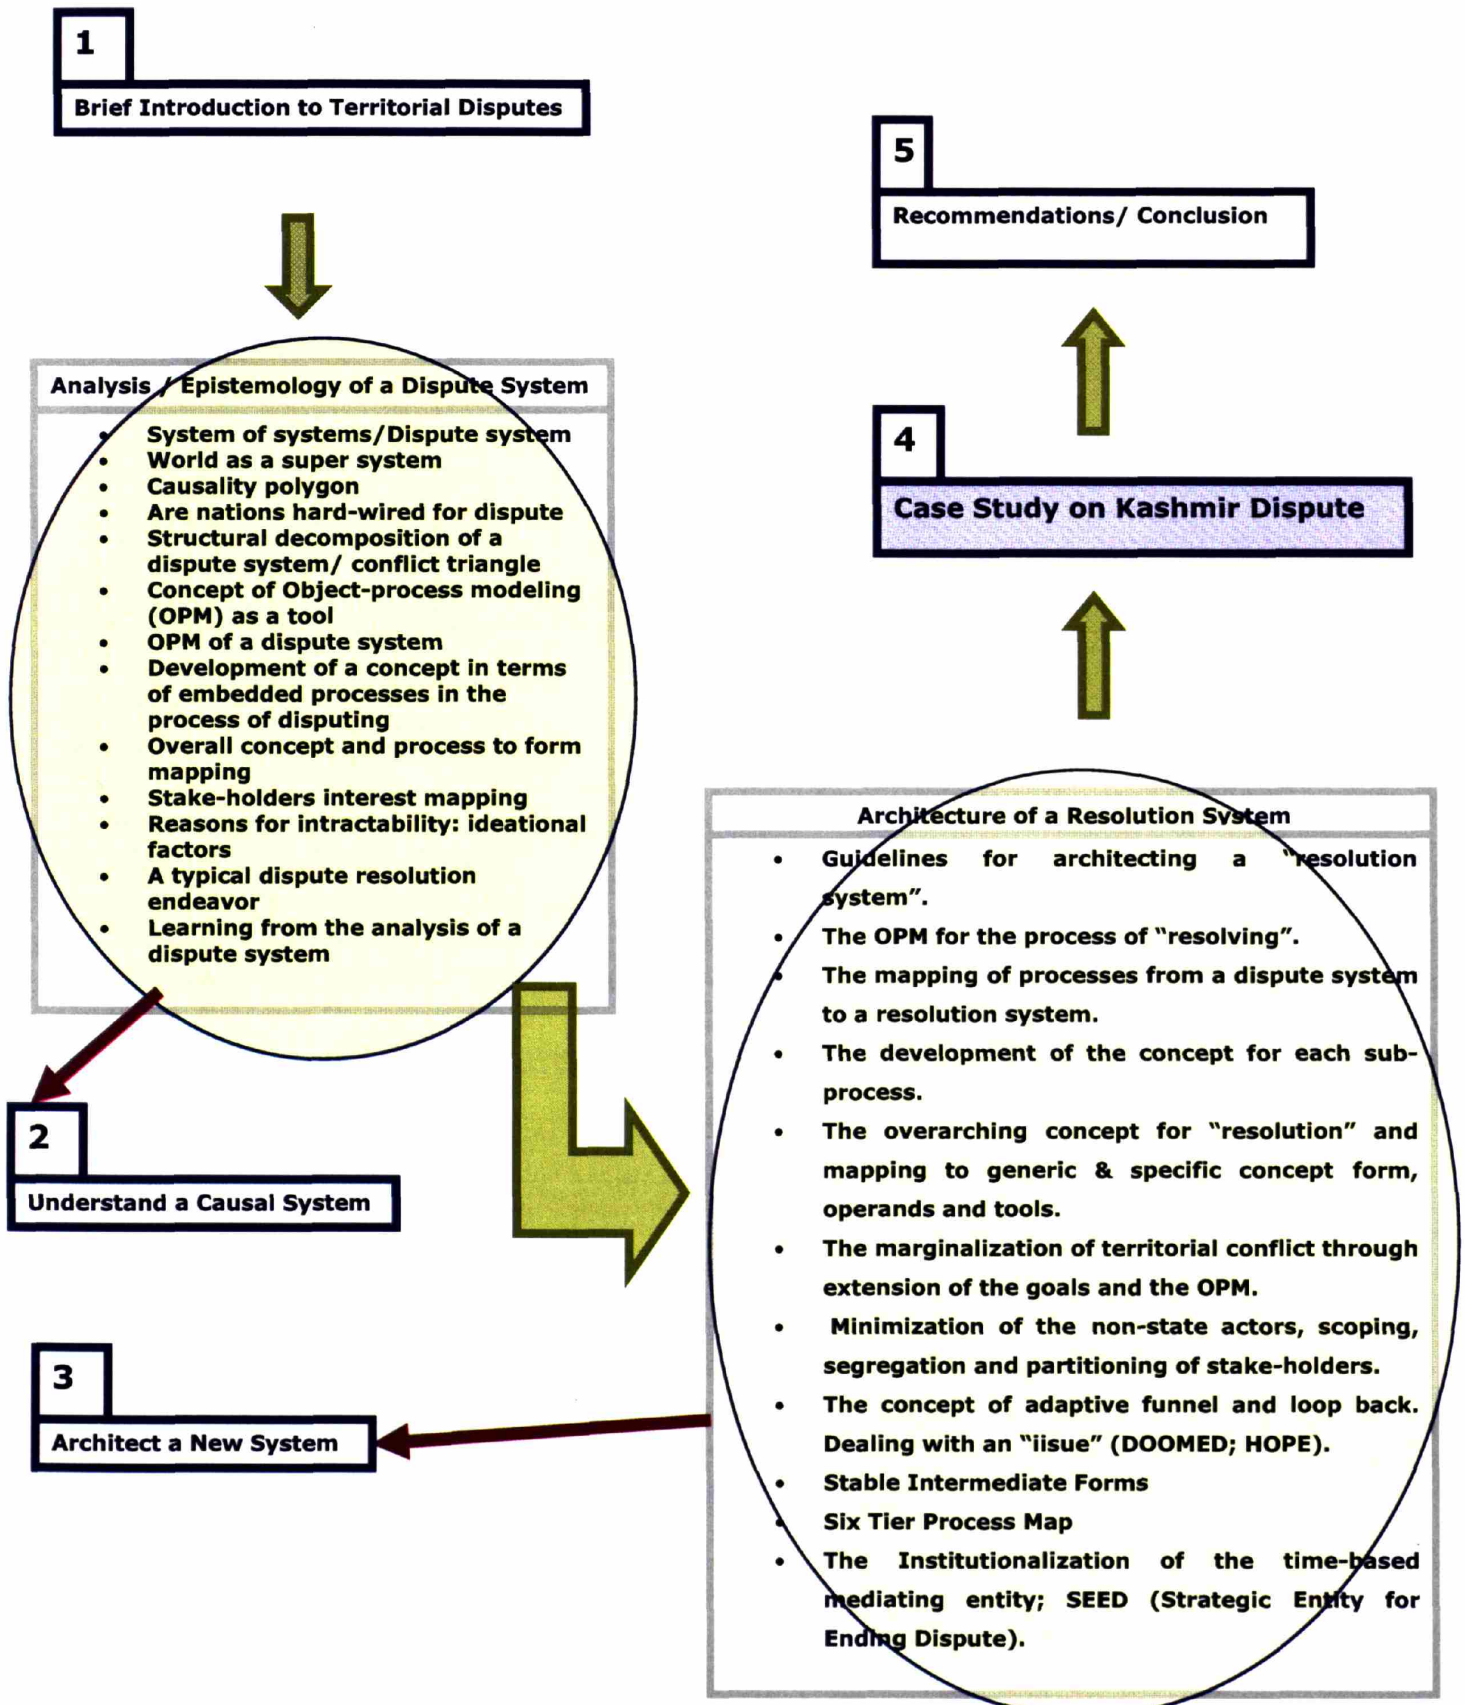 1
Brief Introduction to Territorial Disputes
Analysis / Epistemology of a Dispute System
• System of systems/Dispute system
• World as a super system
• Causality polygon
• Are nations hard-wired for dispute
• Structural decomposition of a
dispute system/ conflict triangle
• Concept of Object-process modeling
(OPM) as a tool
• OPM of a dispute system
• Development of a concept in terms
of embedded processes in the
process of disputing
• Overall concept and process to form
mapping
• Stake-holders interest mapping
• Reasons for intractability: ideational
factors
• A typical dispute resolution
endeavor
• Learning from the analysis of a
dispute system
2
Understand a Causal System
3
Architect a New System
5
Recommendations/ Conclusion
4
Case Study on Kashmir Dispute
Architecture of a Resolution System
• Guidelines for architecting a "resolution
system".
• The OPM for the process of "resolving".
• The mapping of processes from a dispute system
to a resolution system.
• The development of the concept for each sub-
process.
• The overarching concept for "resolution" and
mapping to generic & specific concept form,
operands and tools.
• The marginalization of territorial conflict through
extension of the goals and the OPM.
• Minimization of the non-state actors, scoping,
segregation and partitioning of stake-holders.
• The concept of adaptive funnel and loop back.
Dealing with an "iisue" (DOOMED; HOPE).
• Stable Intermediate Forms
• Six Tier Process Map
• The Institutionalization of the time-based
mediating entity; SEED (Strategic Entity for
Ending Dispute).